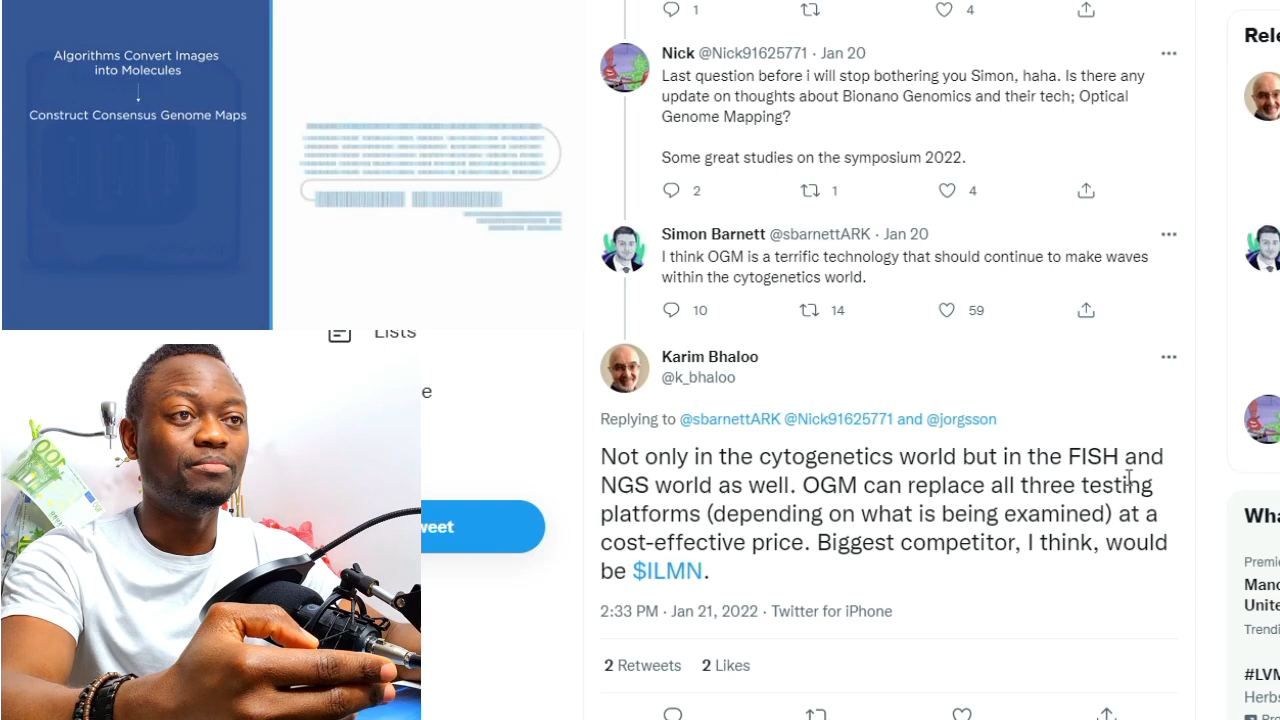 Algorithms Convert Images
into Molecules
Construct Consensus Genome Maps
1
4
Nick @Nick91625771 · Jan 20
Last question before i will stop bothering you Simon, haha. Is there any
update on thoughts about Bionano Genomics and their tech; Optical
Genome Mapping?
Some great studies on the symposium 2022.
2 1 4
Simon Barnett @sbarnettARK · Jan 20
I think OGM is a terrific technology that should continue to make waves
within the cytogenetics world.
10 14 59
Karim Bhaloo
@k_bhaloo
Replying to @sbarnettARK @Nick91625771 and @jorgsson
Not only in the cytogenetics world but in the FISH and
NGS world as well. OGM can replace all three testing
platforms (depending on what is being examined) at a
cost-effective price. Biggest competitor, I think, would
be $ILMN.
2:33 PM · Jan 21, 2022 · Twitter for iPhone
2 Retweets 2 Likes
Lists
e
weet
100
Rele
Wha
Premie
Manc
Unite
Trendi
#LVM
Herbs